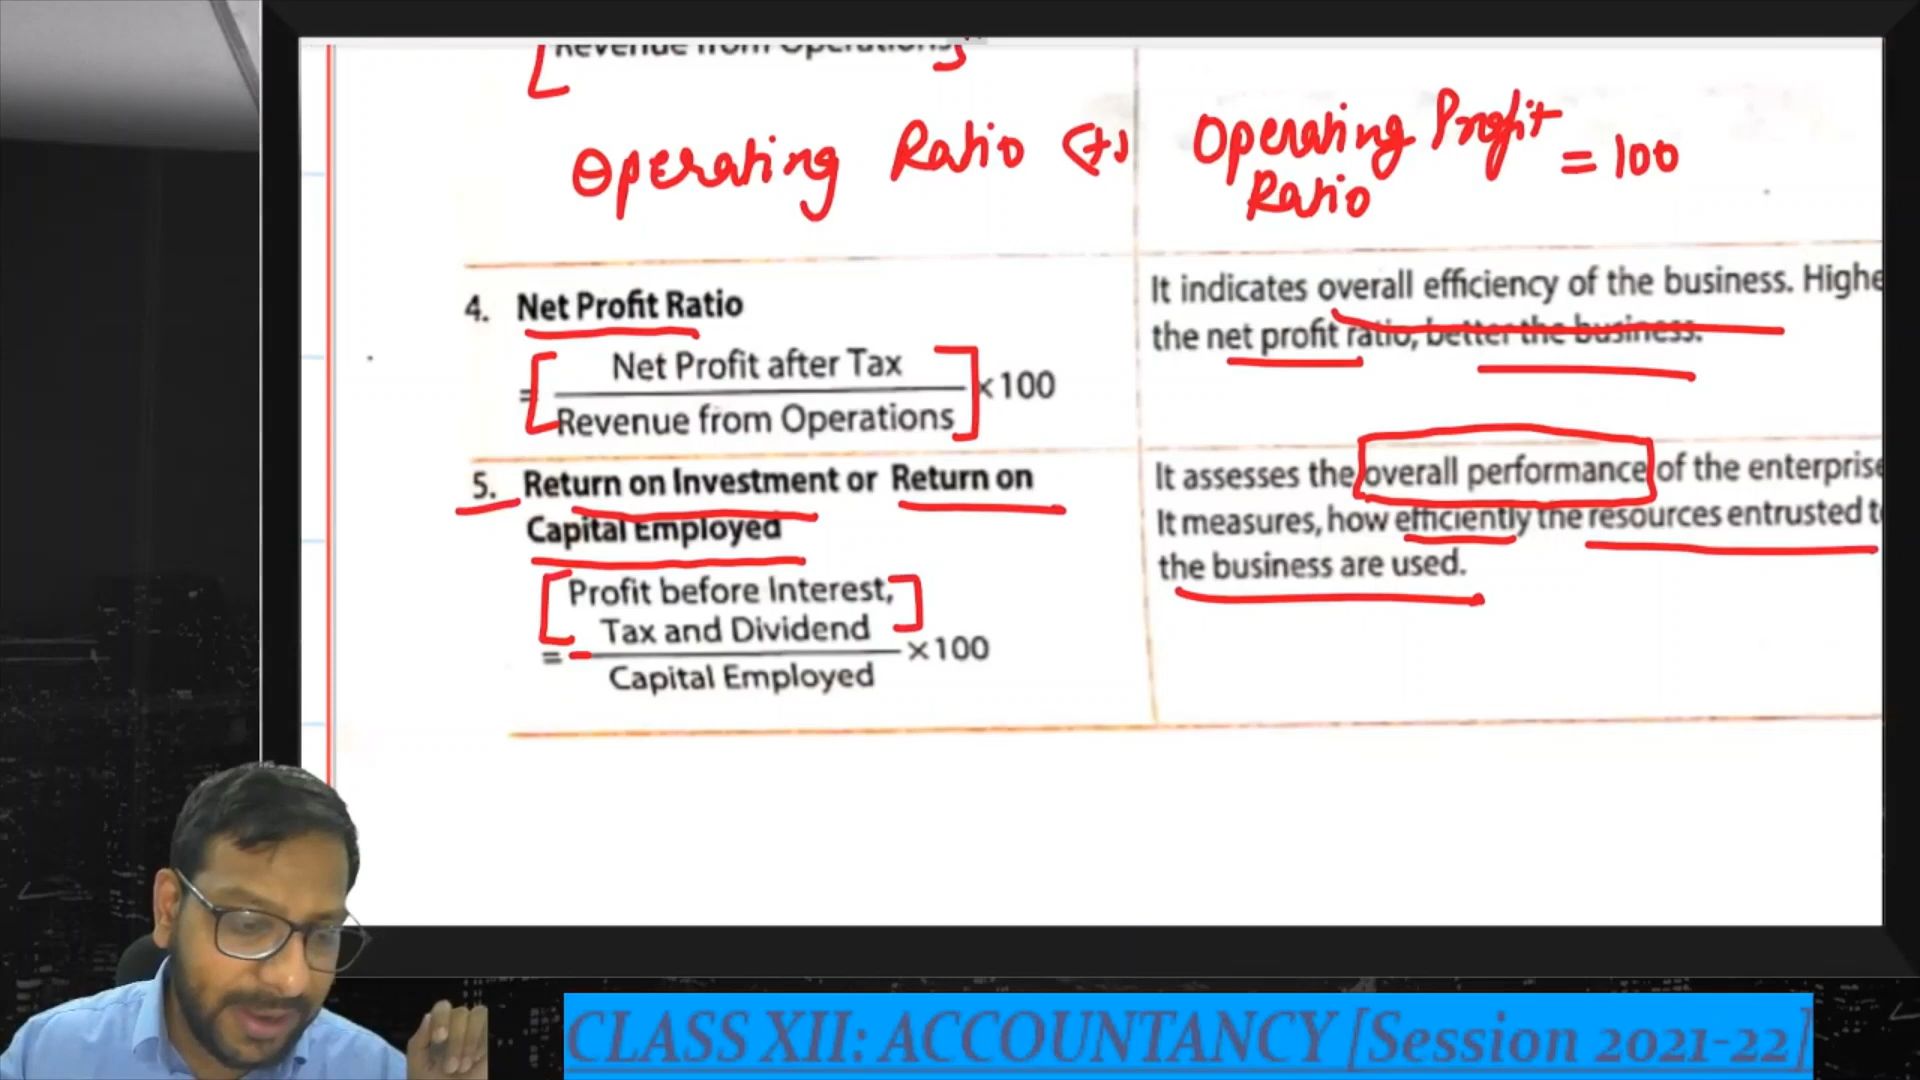 Revenue from Operations
Operating Ratio (+) Operating Profit Ratio = 100
4. Net Profit Ratio
= Net Profit after Tax
Revenue from Operations
×100
It indicates overall efficiency of the business. Highe
the net profit ratio, better the business.
5. Return on Investment or Return on
Capital Employed
= Profit before Interest,
Tax and Dividend
Capital Employed
×100
It assesses the overall performance of the enterprise
It measures, how efficiently the resources entrusted t
the business are used.
CLASS XII: ACCOUNTANCY [Session 2021-22]